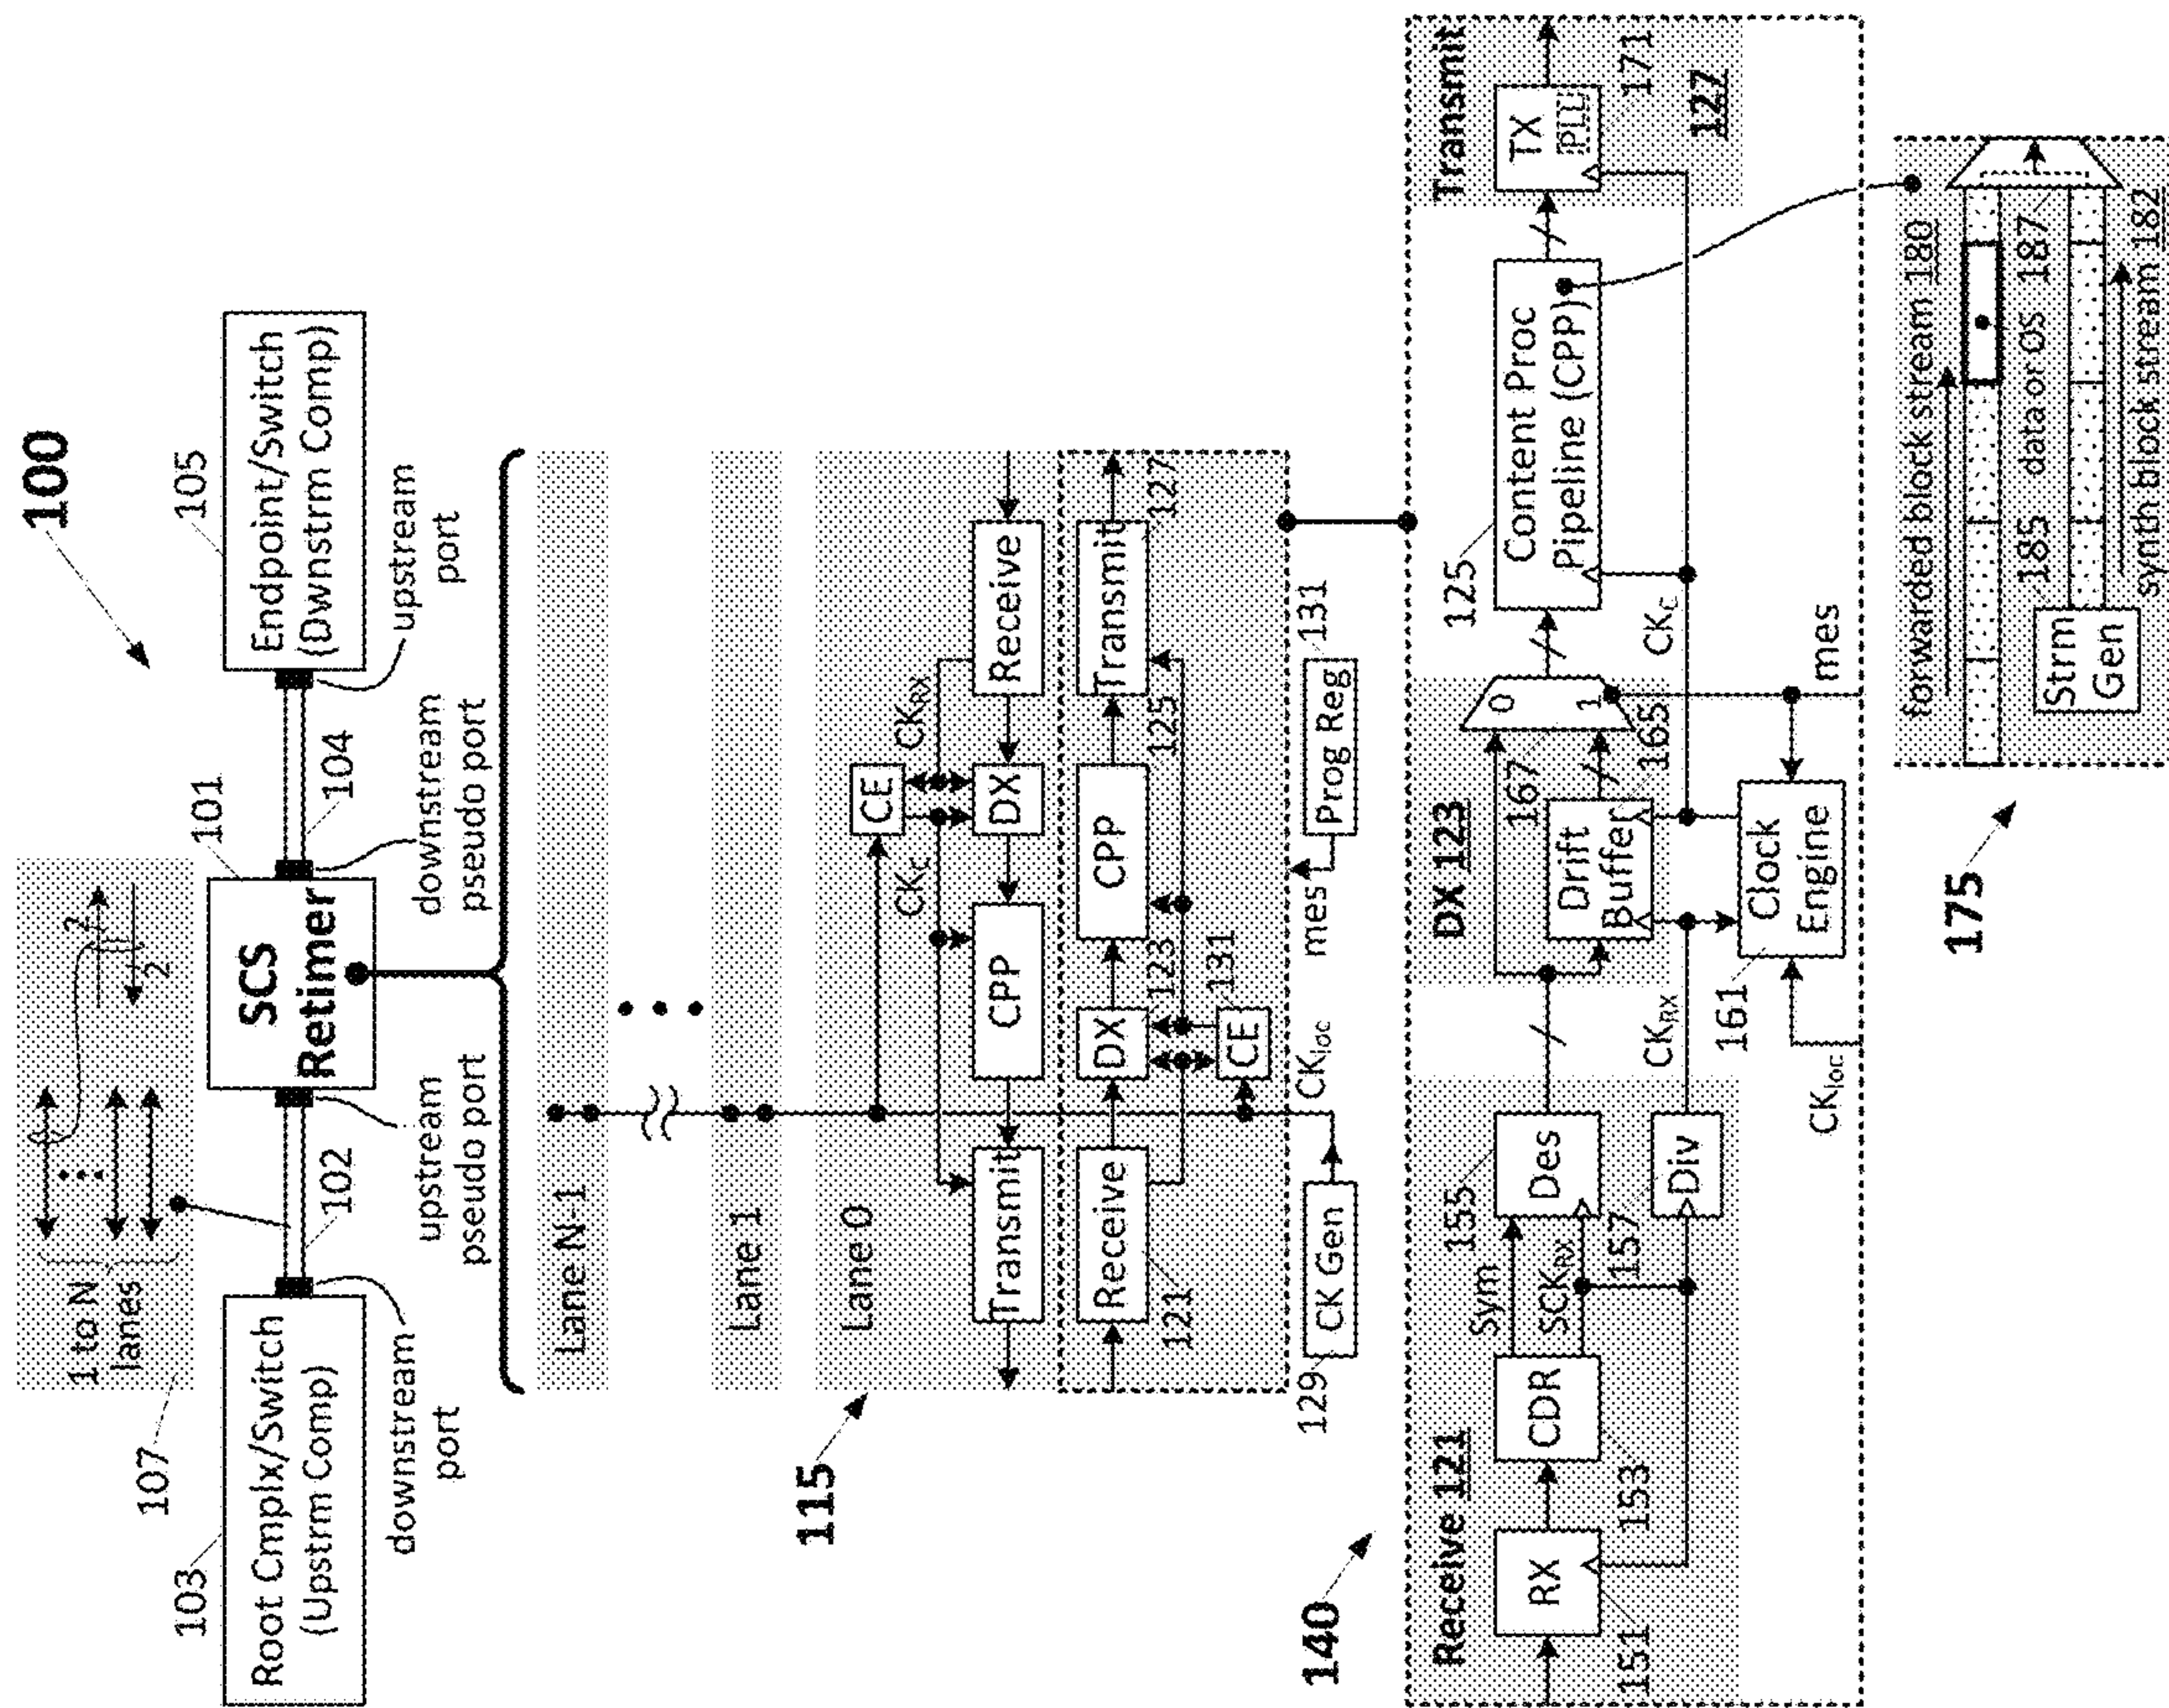 100
107
1 to N
lanes
2
2
103
Root Cmplx/Switch
(Upstrm Comp)
downstream
port
102
upstream
pseudo port
SCS
Retimer
101
downstream
pseudo port
104
105
Endpoint/Switch
(Dwnstrm Comp)
upstream
port
115
Lane N-1
Lane 1
Lane 0
Transmit
CPP
CK_C
CE
DX
CK_RX
Receive
Receive
121
DX
123
CE
131
CPP
125
Transmit
127
129
CK Gen
CK_loc
mes
Prog Reg
131
140
Receive 121
RX
151
CDR
153
Sym
SCK_RX
155
Des
157
Div
CK_RX
CK_loc
DX 123
167
0
1
Drift
Buffer
165
161
Clock
Engine
mes
CK_C
125
Content Proc
Pipeline (CPP)
Transmit
TX
PLL
171
127
175
forwarded block stream 180
185
data or OS 187
Strm
Gen
synth block stream 182